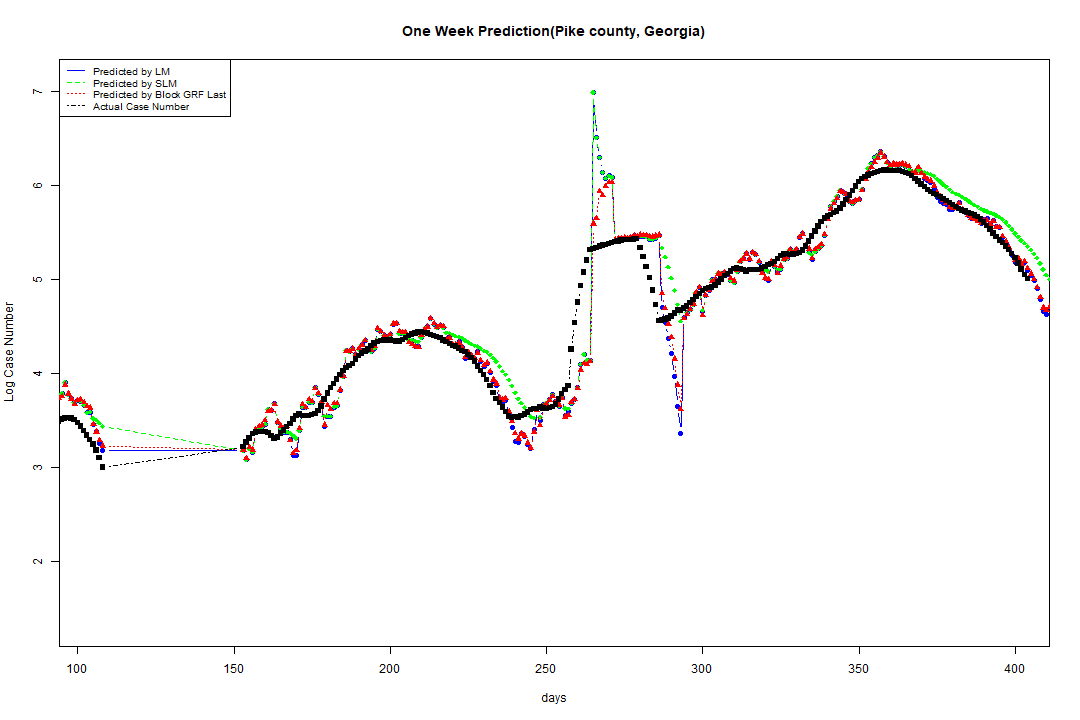 One Week Prediction(Pike county, Georgia)
Predicted by LM
Predicted by SLM
Predicted by Block GRF Last
Actual Case Number
Log Case Number
7
6
5
4
3
2
100 150 200 250 300 350 400
days